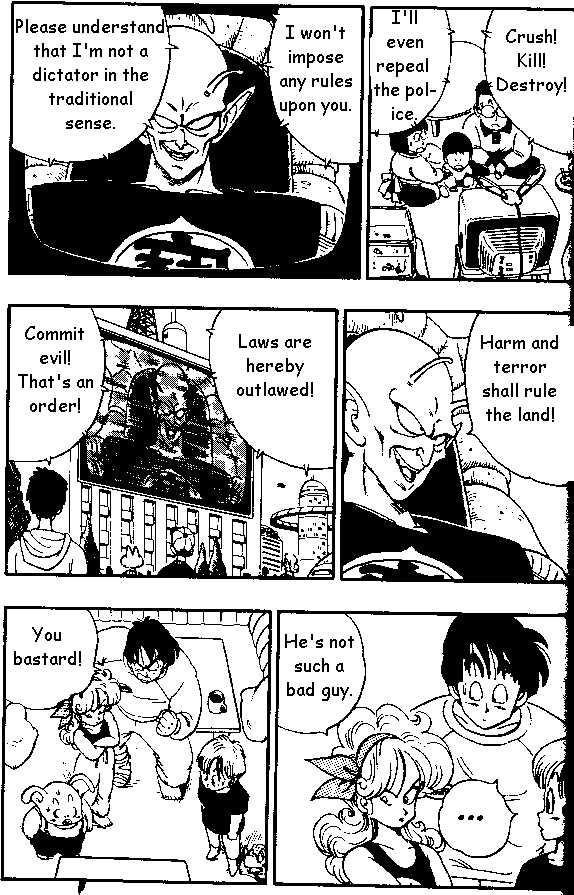 Please understand
that I'm not a
dictator in the
traditional
sense.
I won't
impose
any rules
upon you.
I'll
even
repeal
the pol-
ice.
Crush!
Kill!
Destroy!
Commit
evil!
That's an
order!
Laws are
hereby
outlawed!
Harm and
terror
shall rule
the land!
You
bastard!
He's not
such a
bad guy.
...